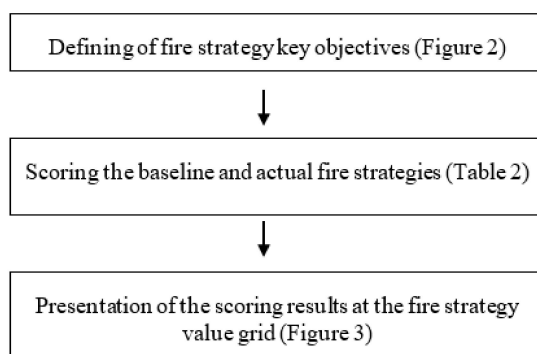 Defining of fire strategy key objectives (Figure 2)
Scoring the baseline and actual fire strategies (Table 2)
Presentation of the scoring results at the fire strategy
value grid (Figure 3)